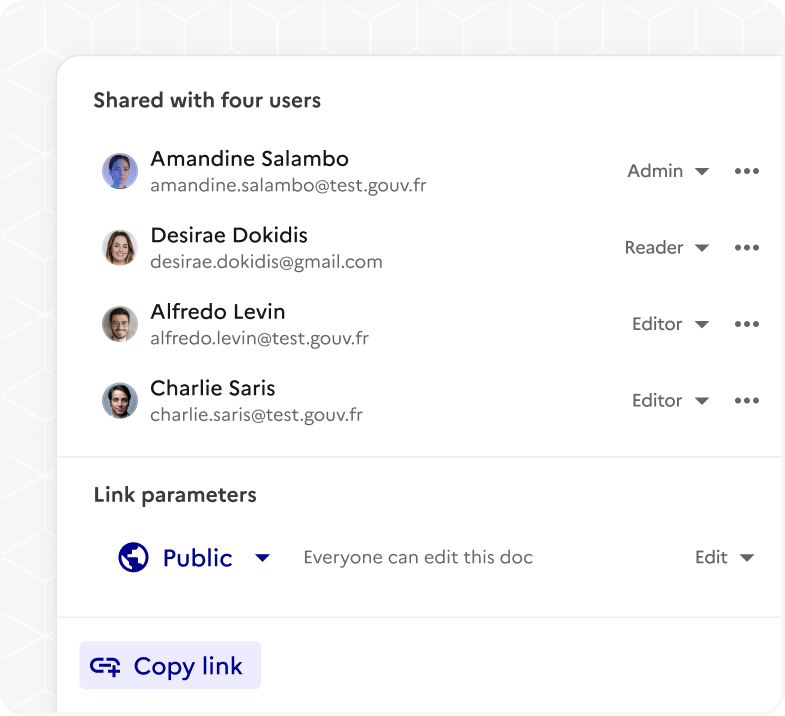 Shared with four users
Amandine Salambo
amandine.salambo@test.gouv.fr
Admin
Desirae Dokidis
desirae.dokidis@gmail.com
Reader
Alfredo Levin
alfredo.levin@test.gouv.fr
Editor
Charlie Saris
charlie.saris@test.gouv.fr
Editor
Link parameters
Public
Everyone can edit this doc
Edit
Copy link